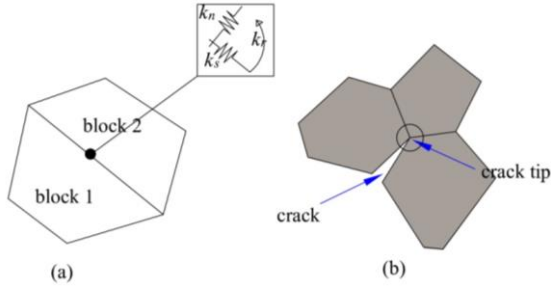 kn
kr
ks
block 2
block 1
crack tip
crack
(a)
(b)